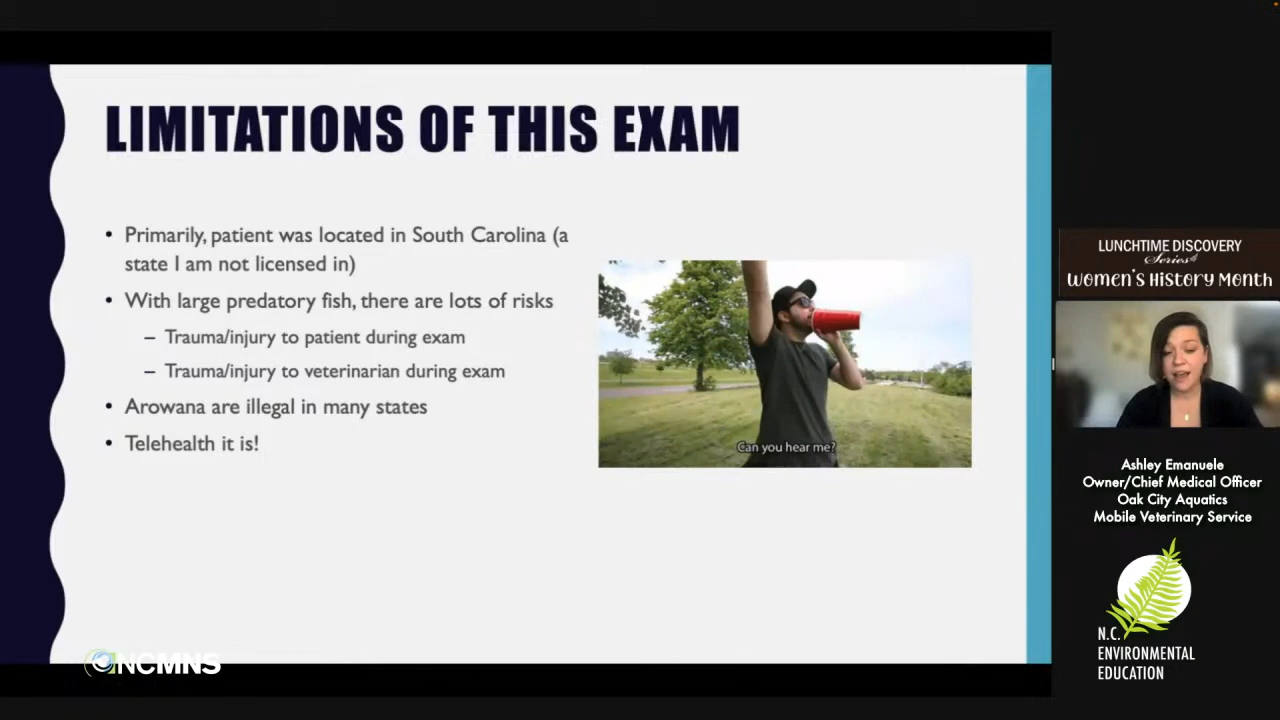 LIMITATIONS OF THIS EXAM
• Primarily, patient was located in South Carolina (a
state I am not licensed in)
• With large predatory fish, there are lots of risks
– Trauma/injury to patient during exam
– Trauma/injury to veterinarian during exam
• Arowana are illegal in many states
• Telehealth it is!
Can you hear me?
NCMNS
LUNCHTIME DISCOVERY
Series
WOMEN'S HISTORY MONTH
Ashley Emanuele
Owner/Chief Medical Officer
Oak City Aquatics
Mobile Veterinary Service
N.C.
ENVIRONMENTAL
EDUCATION